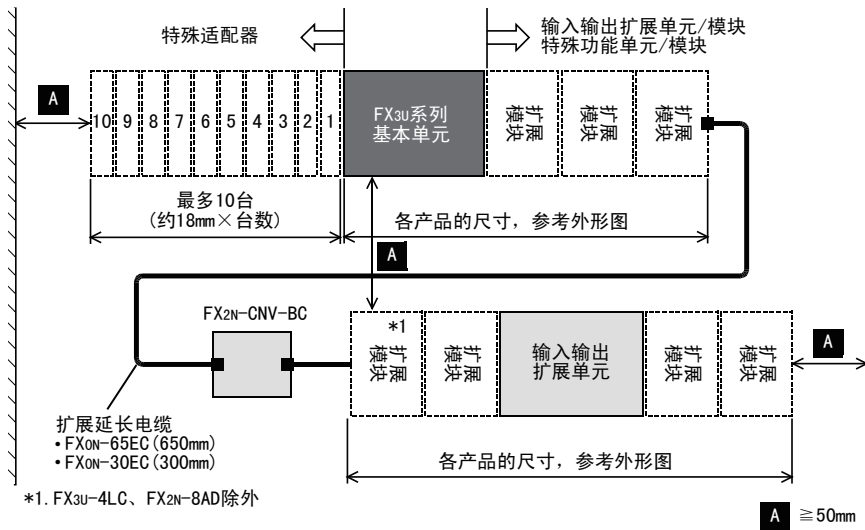 特殊适配器
输入输出扩展单元/模块
特殊功能单元/模块
A
10 9 8 7 6 5 4 3 2 1
FX3U系列
基本单元
扩展
模块
扩展
模块
扩展
模块
最多10台
(约18mm×台数)
各产品的尺寸，参考外形图
A
FX2N-CNV-BC
*1
扩展
模块
扩展
模块
输入输出
扩展单元
扩展
模块
扩展
模块
A
扩展延长电缆
•FX0N-65EC(650mm)
•FX0N-30EC(300mm)
各产品的尺寸，参考外形图
*1. FX3U-4LC、FX2N-8AD除外
A ≧50mm